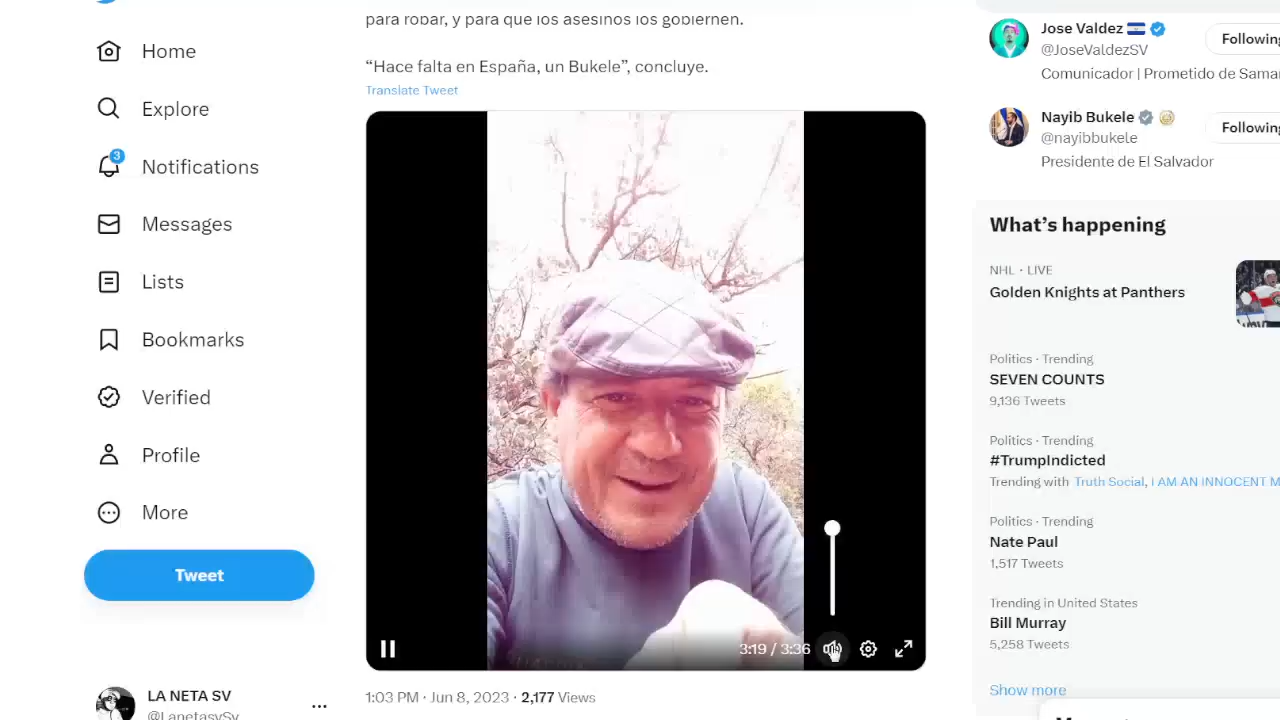 para robar, y para que los asesinos los gobiernen.
“Hace falta en España, un Bukele”, concluye.
Translate Tweet
3:19 / 3:36
1:03 PM · Jun 8, 2023 · 2,177 Views
Home
Explore
3
Notifications
Messages
Lists
Bookmarks
Verified
Profile
More
Tweet
LA NETA SV
@LanetasvSv
Jose Valdez
@JoseValdezSV
Following
Comunicador | Prometido de Sama
Nayib Bukele
@nayibbukele
Following
Presidente de El Salvador
What’s happening
NHL · LIVE
Golden Knights at Panthers
Politics · Trending
SEVEN COUNTS
9,136 Tweets
Politics · Trending
#TrumpIndicted
Trending with Truth Social, I AM AN INNOCENT M
Politics · Trending
Nate Paul
1,517 Tweets
Trending in United States
Bill Murray
5,258 Tweets
Show more